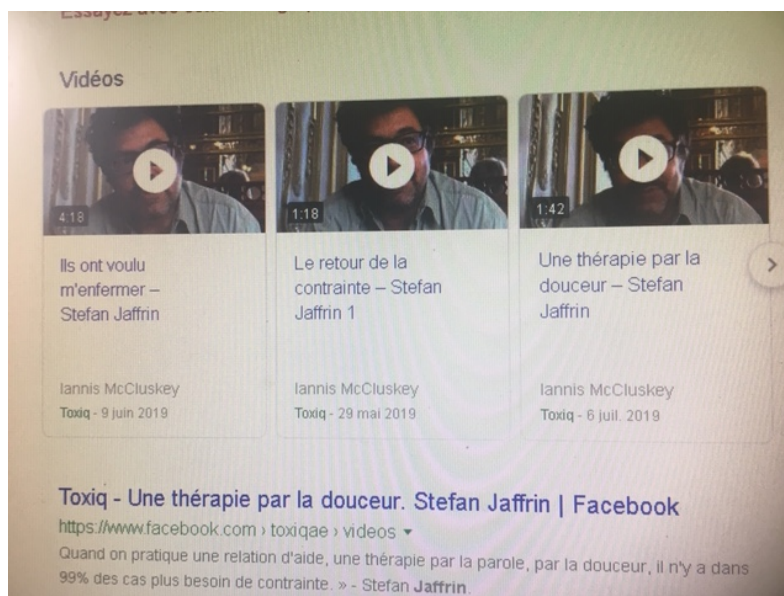 Essayez avec
Vidéos
4:18
1:18
1:42
Ils ont voulu
m'enfermer –
Stefan Jaffrin
Le retour de la
contrainte – Stefan
Jaffrin 1
Une thérapie par la
douceur – Stefan
Jaffrin
Iannis McCluskey
Toxiq - 9 juin 2019
Iannis McCluskey
Toxiq - 29 mai 2019
Iannis McCluskey
Toxiq - 6 juil. 2019
Toxiq - Une thérapie par la douceur. Stefan Jaffrin | Facebook
https://www.facebook.com › toxiqae › videos
Quand on pratique une relation d'aide, une thérapie par la parole, par la douceur, il n'y a dans
99% des cas plus besoin de contrainte. » - Stefan Jaffrin.